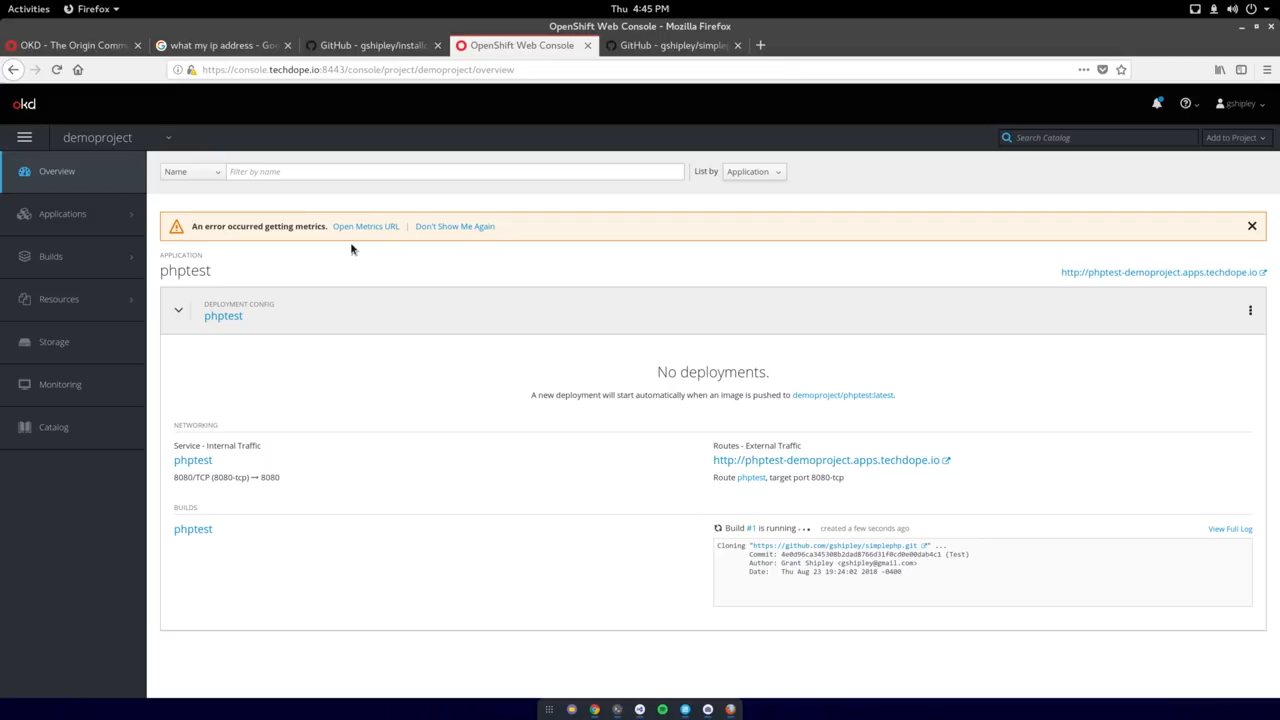 Activities Firefox Thu 4:45 PM
OpenShift Web Console - Mozilla Firefox
OKD - The Origin Commu
what my ip address - Goo
GitHub - gshipley/installc
OpenShift Web Console
GitHub - gshipley/simplep
https://console.techdope.io:8443/console/project/demoproject/overview
okd
gshipley
demoproject
Search Catalog
Add to Project
Overview
Applications
Builds
Resources
Storage
Monitoring
Catalog
Name
Filter by name
List by
Application
An error occurred getting metrics. Open Metrics URL | Don't Show Me Again
APPLICATION
phptest
http://phptest-demoproject.apps.techdope.io
DEPLOYMENT CONFIG
phptest
No deployments.
A new deployment will start automatically when an image is pushed to demoproject/phptest:latest.
NETWORKING
Service - Internal Traffic
phptest
8080/TCP (8080-tcp) → 8080
Routes - External Traffic
http://phptest-demoproject.apps.techdope.io
Route phptest, target port 8080-tcp
BUILDS
phptest
Build #1 is running ... created a few seconds ago
View Full Log
Cloning "https://github.com/gshipley/simplephp.git" ...
Commit: 4e0d96ca345308b2dad8766d31f0cd0e00dab4c1 (Test)
Author: Grant Shipley <gshipley@gmail.com>
Date: Thu Aug 23 19:24:02 2018 -0400